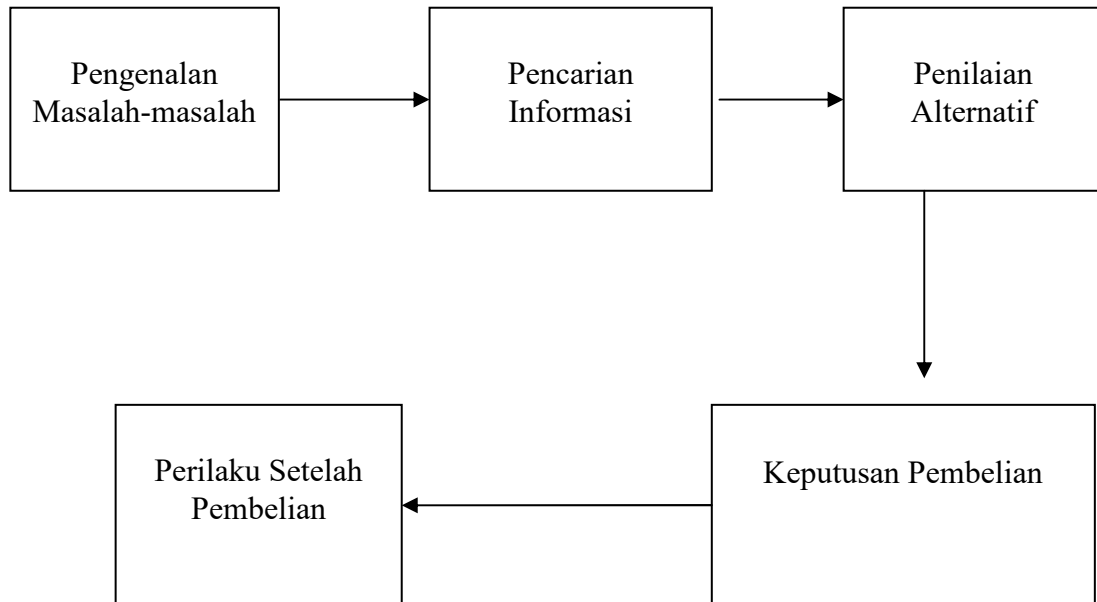 Pengenalan
Masalah-masalah
Pencarian
Informasi
Penilaian
Alternatif
Keputusan Pembelian
Perilaku Setelah
Pembelian